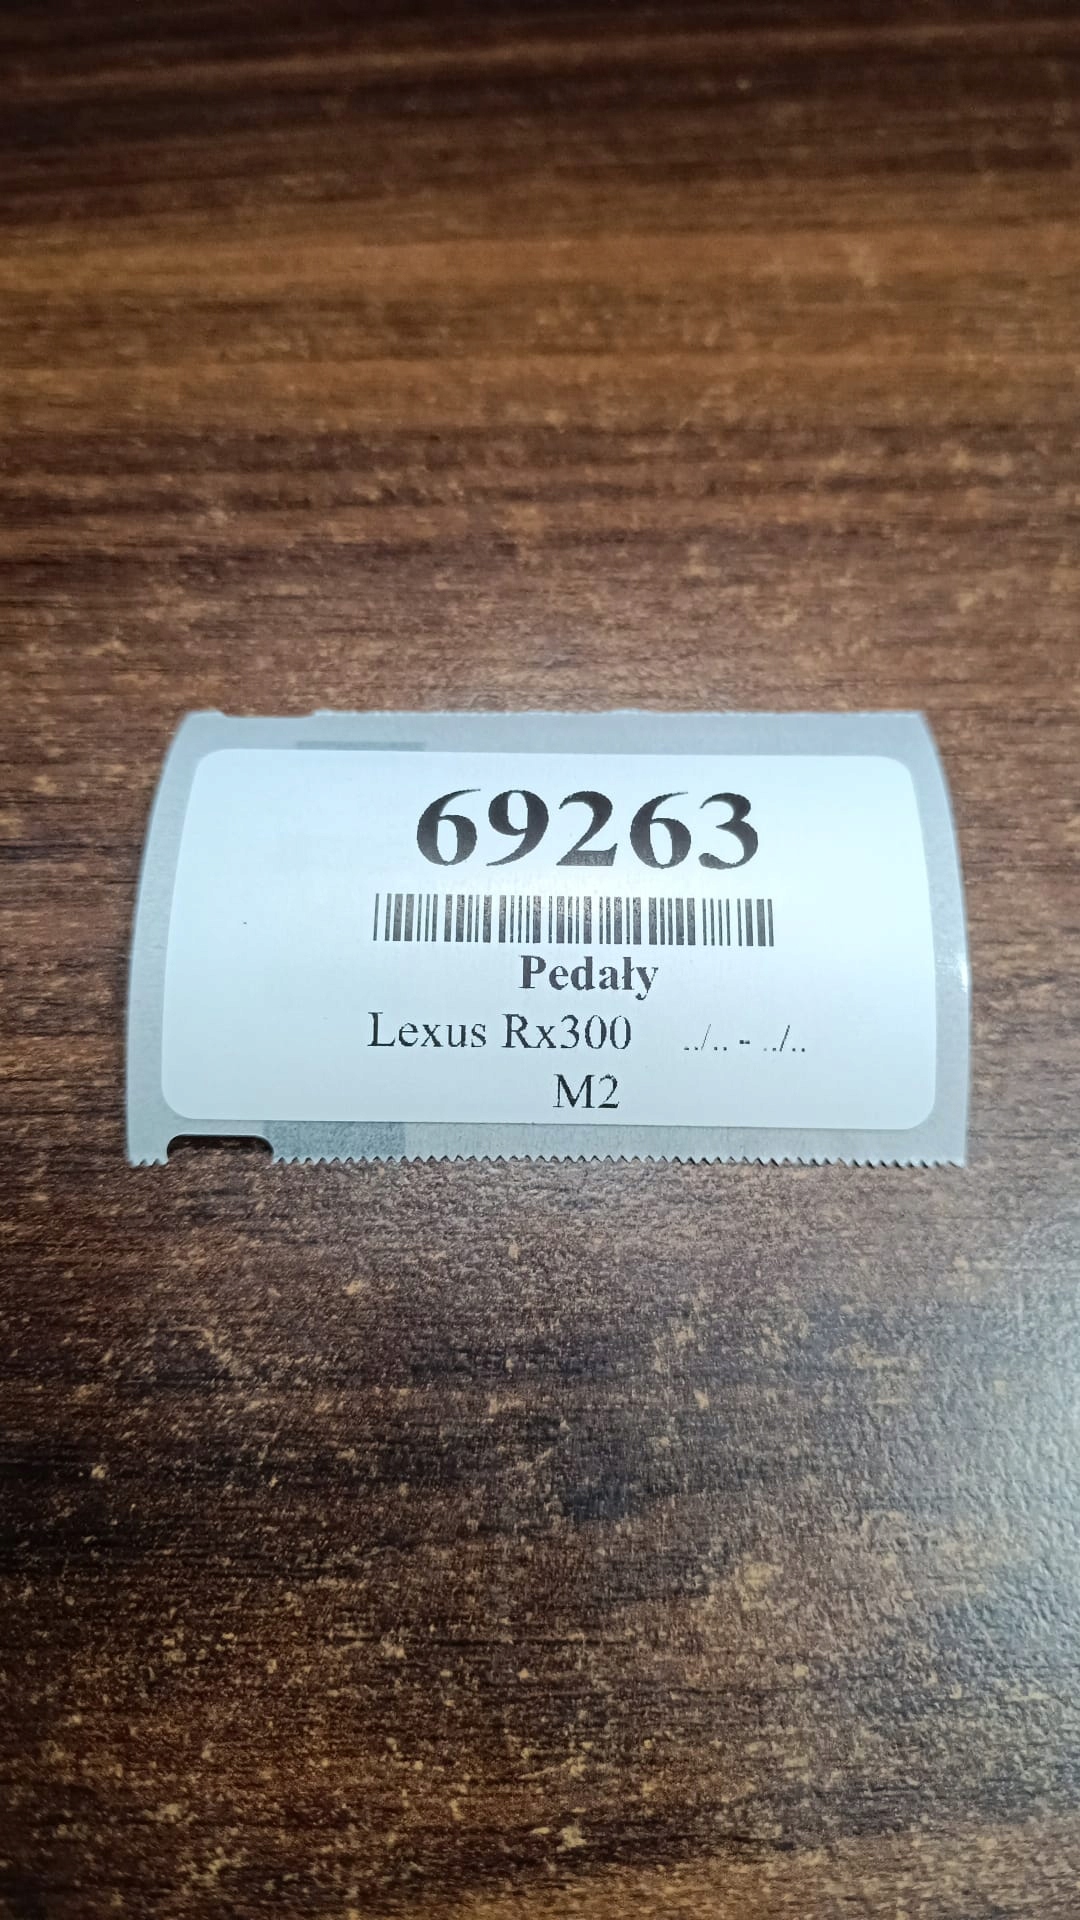 69263
Pedały
Lexus Rx300 ../.. - ../..
M2